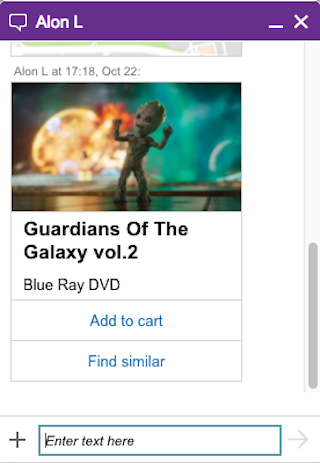 Alon L
Alon L at 17:18, Oct 22:
Guardians Of The
Galaxy vol.2
Blue Ray DVD
Add to cart
Find similar
Enter text here